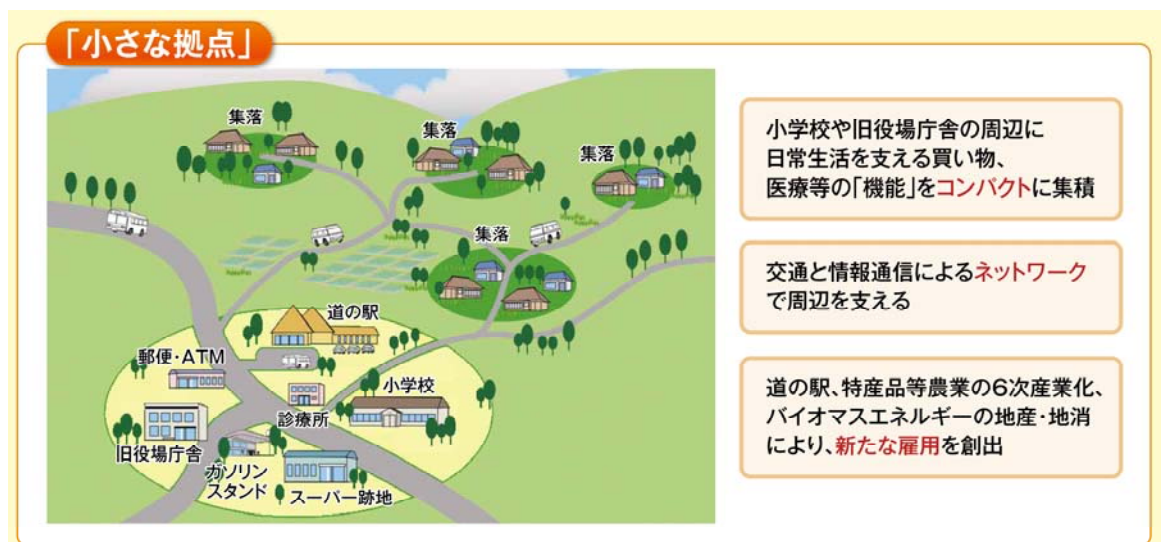 「小さな拠点」
集落
集落
集落
集落
道の駅
郵便・ATM
小学校
診療所
旧役場庁舎
ガソリン
スタンド
スーパー跡地
小学校や旧役場庁舎の周辺に
日常生活を支える買い物、
医療等の「機能」をコンパクトに集積
交通と情報通信によるネットワーク
で周辺を支える
道の駅、特産品等農業の6次産業化、
バイオマスエネルギーの地産・地消
により、新たな雇用を創出